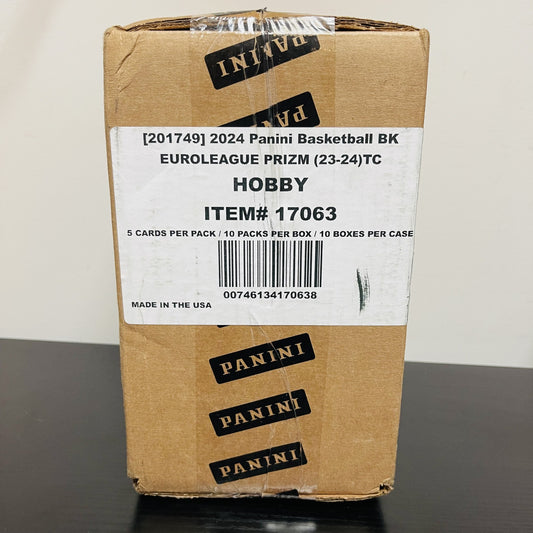 PANINI
PANINI
[201749] 2024 Panini Basketball BK
EUROLEAGUE PRIZM (23-24)TC
HOBBY
ITEM# 17063
5 CARDS PER PACK / 10 PACKS PER BOX / 10 BOXES PER CASE
00746134170638
MADE IN THE USA
PANINI
PANINI
PANINI